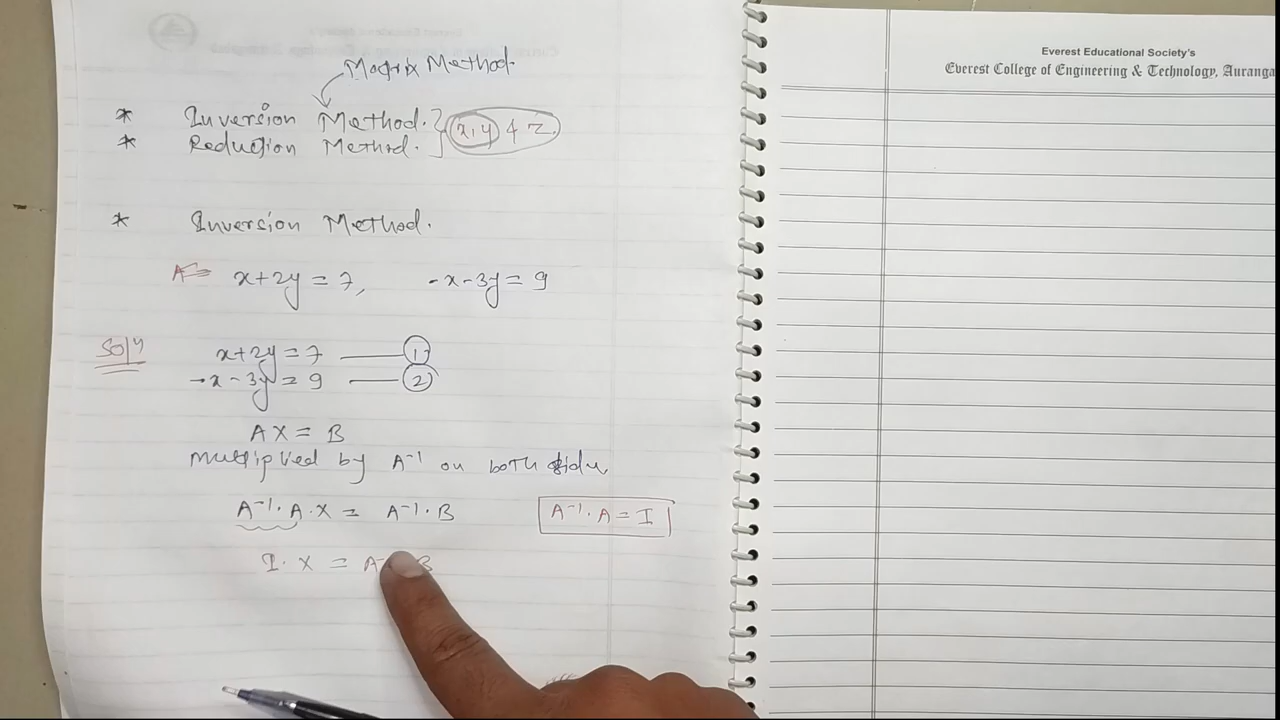 Matrix Method.
* Inversion Method. } x, y & z.
* Reduction Method.
* Inversion Method.
A⇒ x+2y = 7, -x-3y = 9
Soln
x+2y = 7 —— ①
-x-3y = 9 —— ②
AX = B
Multiplied by A⁻¹ on both side
A⁻¹·A·X = A⁻¹·B
A⁻¹·A = I
I·X = A B
Everest Educational Society's
Everest College of Engineering & Technology, Auranga